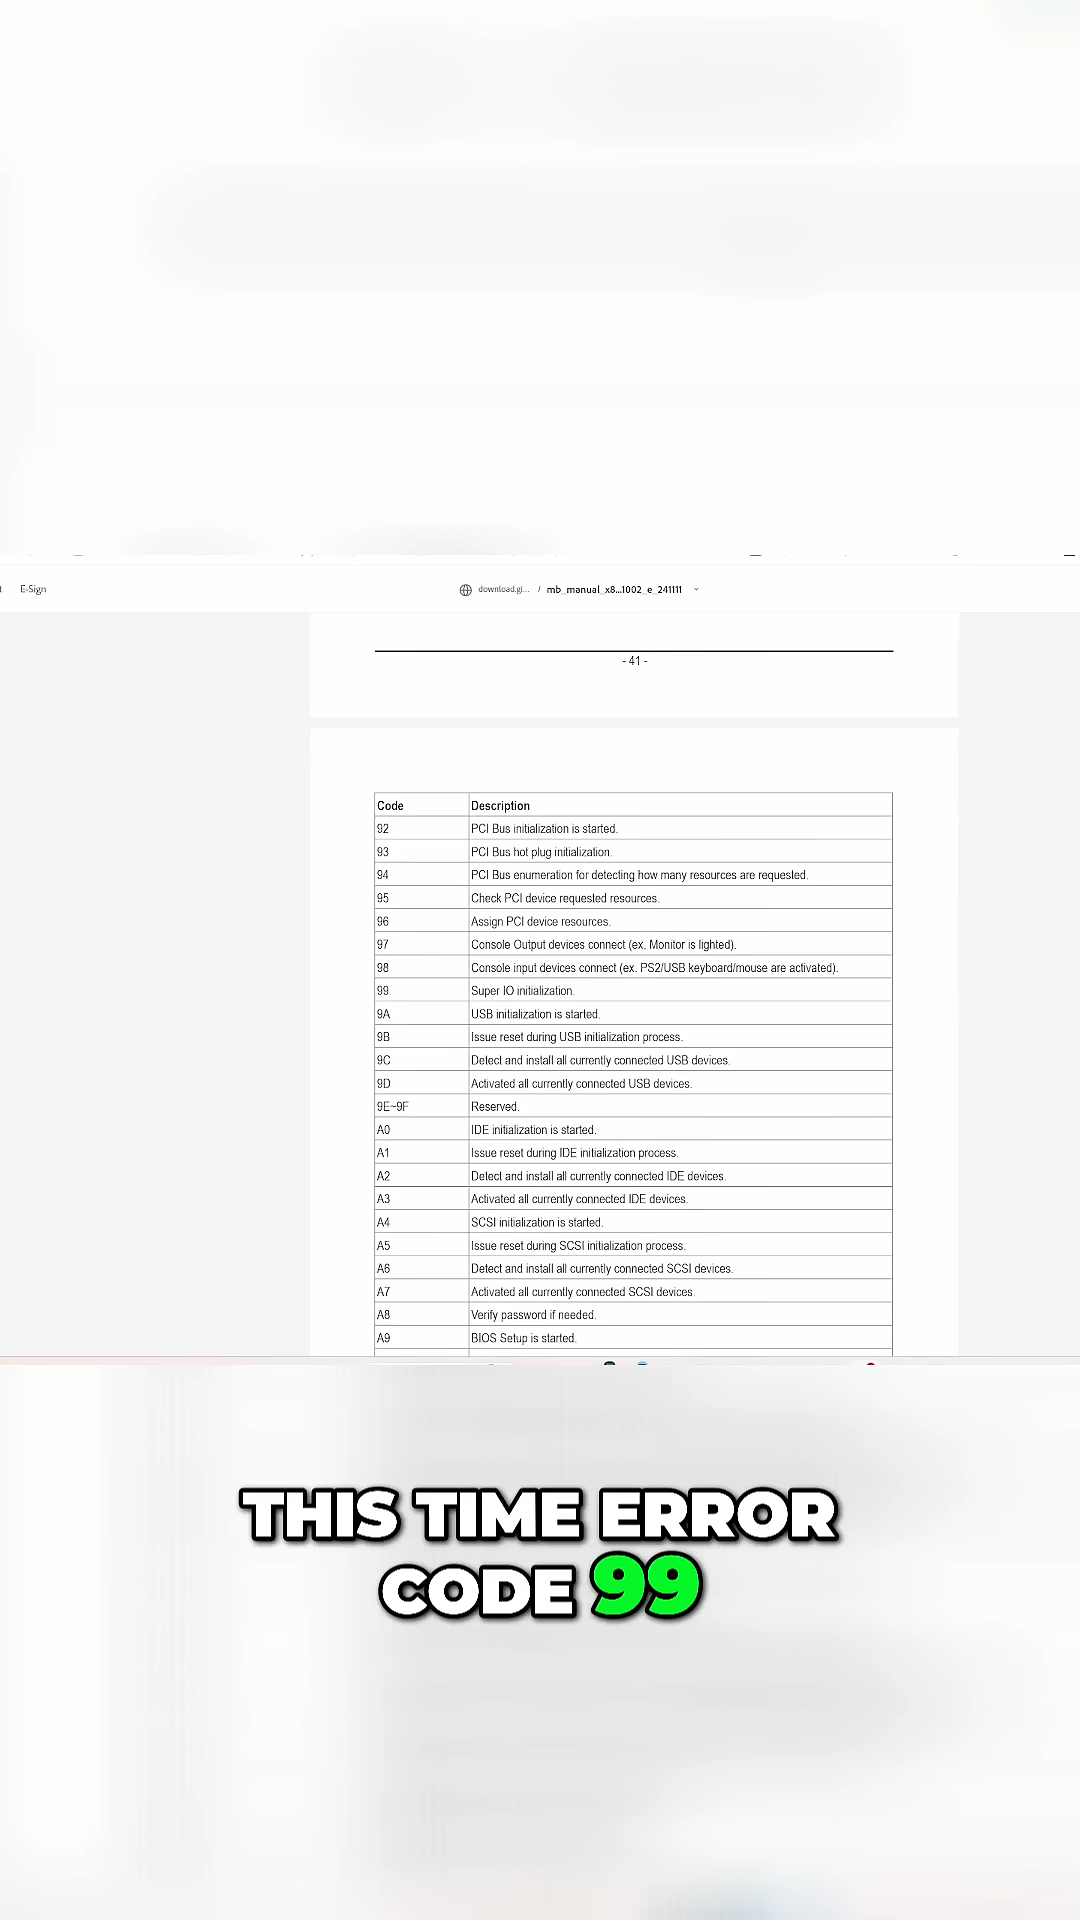 E-Sign
download.gi... / mb_manual_x8...1002_e_241111
- 41 -
Code Description
92 PCI Bus initialization is started.
93 PCI Bus hot plug initialization.
94 PCI Bus enumeration for detecting how many resources are requested.
95 Check PCI device requested resources.
96 Assign PCI device resources.
97 Console Output devices connect (ex. Monitor is lighted).
98 Console input devices connect (ex. PS2/USB keyboard/mouse are activated).
99 Super IO initialization.
9A USB initialization is started.
9B Issue reset during USB initialization process.
9C Detect and install all currently connected USB devices.
9D Activated all currently connected USB devices.
9E~9F Reserved.
A0 IDE initialization is started.
A1 Issue reset during IDE initialization process.
A2 Detect and install all currently connected IDE devices.
A3 Activated all currently connected IDE devices.
A4 SCSI initialization is started.
A5 Issue reset during SCSI initialization process.
A6 Detect and install all currently connected SCSI devices.
A7 Activated all currently connected SCSI devices.
A8 Verify password if needed.
A9 BIOS Setup is started.
THIS TIME ERROR
CODE 99